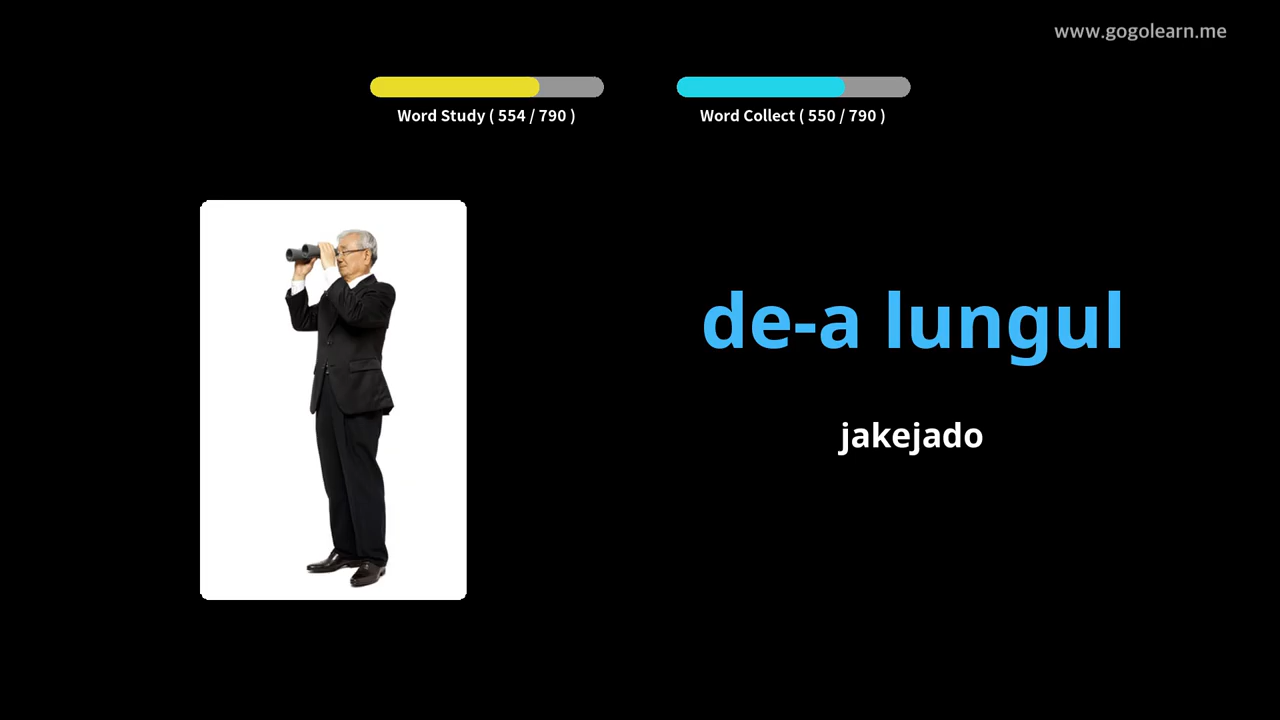 www.gogolearn.me
Word Study ( 554 / 790 )
Word Collect ( 550 / 790 )
de-a lungul
jakejado